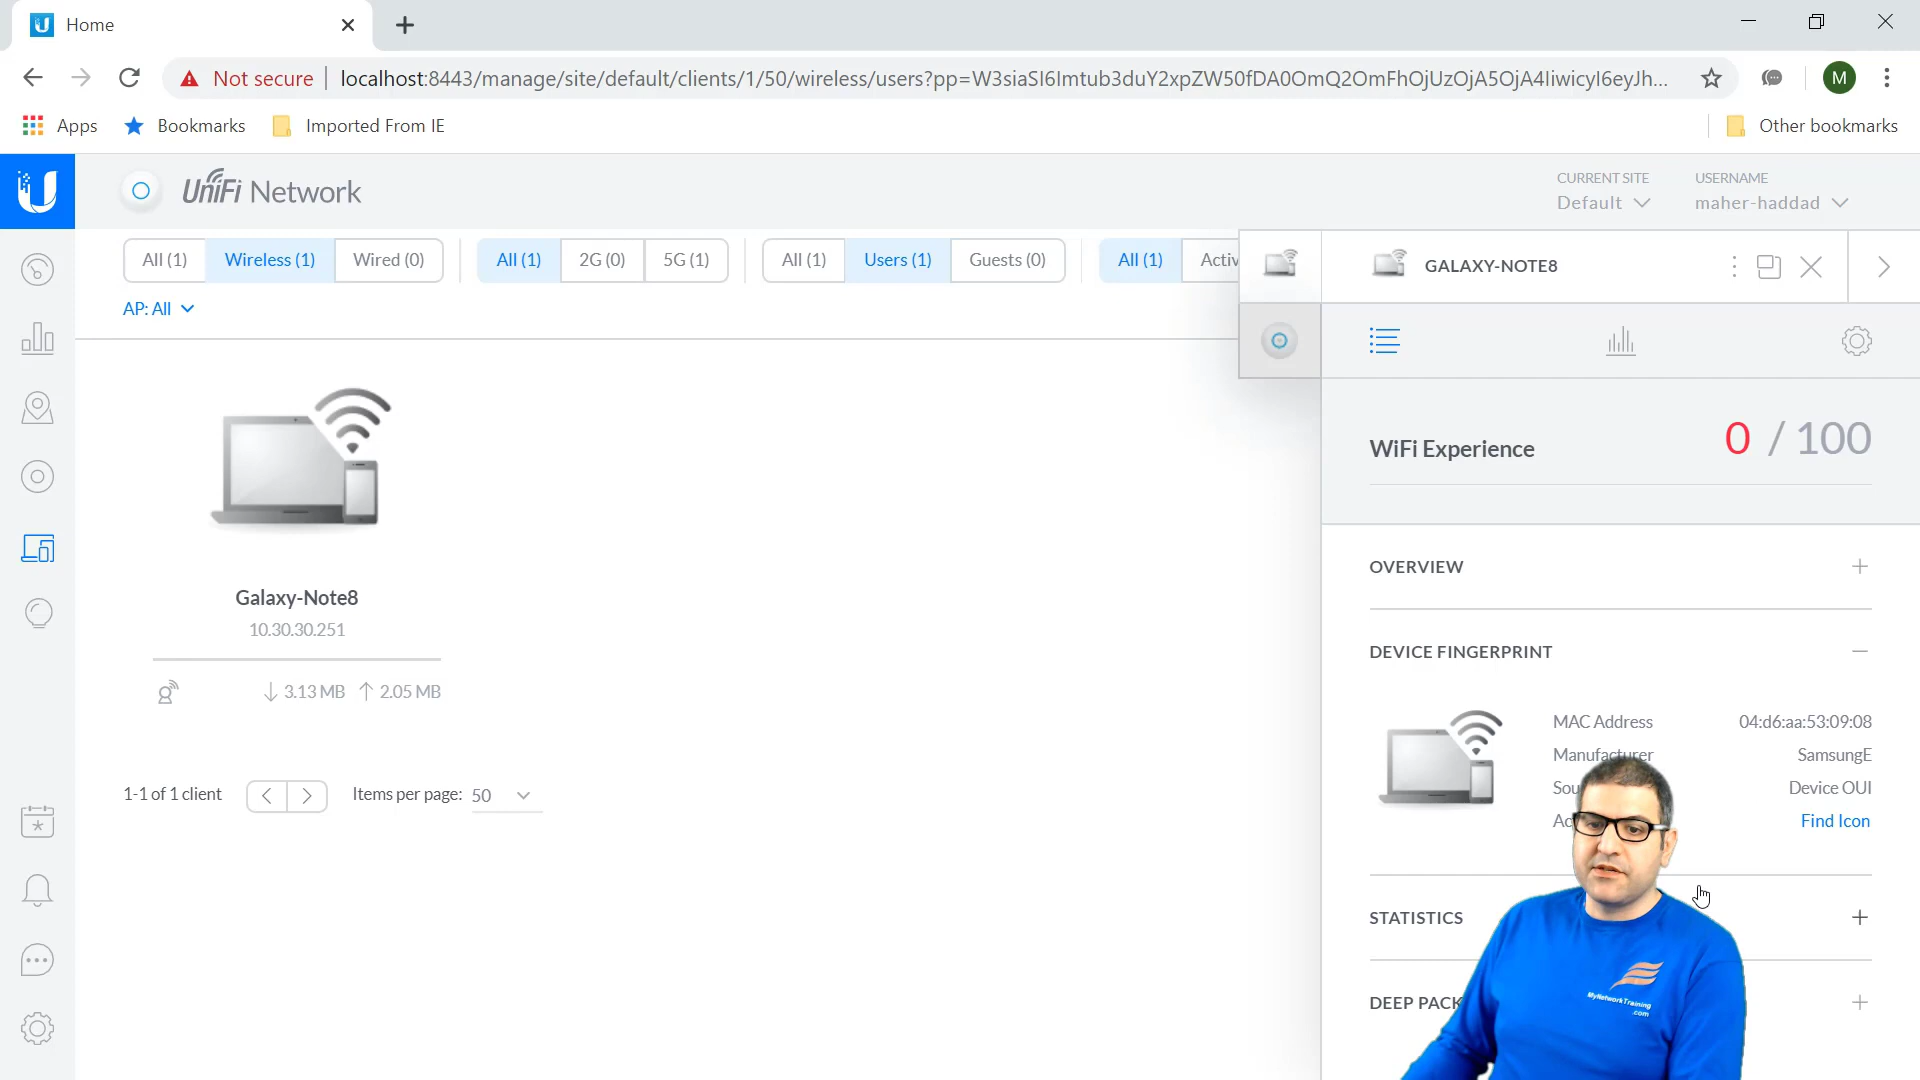 Home
Not secure
localhost:8443/manage/site/default/clients/1/50/wireless/users?pp=W3siaSI6Imtub3duY2xpZW50fDA0OmQ2OmFhOjUzOjA5OjA4IiwicyI6eyJh...
M
Apps
Bookmarks
Imported From IE
Other bookmarks
U
UniFi Network
CURRENT SITE
Default
USERNAME
maher-haddad
All (1)
Wireless (1)
Wired (0)
All (1)
2G (0)
5G (1)
All (1)
Users (1)
Guests (0)
All (1)
Activ
AP: All
GALAXY-NOTE8
WiFi Experience
0 / 100
OVERVIEW
DEVICE FINGERPRINT
MAC Address
04:d6:aa:53:09:08
Manufacturer
SamsungE
Sou
Device OUI
Ac
Find Icon
STATISTICS
DEEP PACK
Galaxy-Note8
10.30.30.251
3.13 MB
2.05 MB
1-1 of 1 client
Items per page: 50
MyNetworkTraining
.com